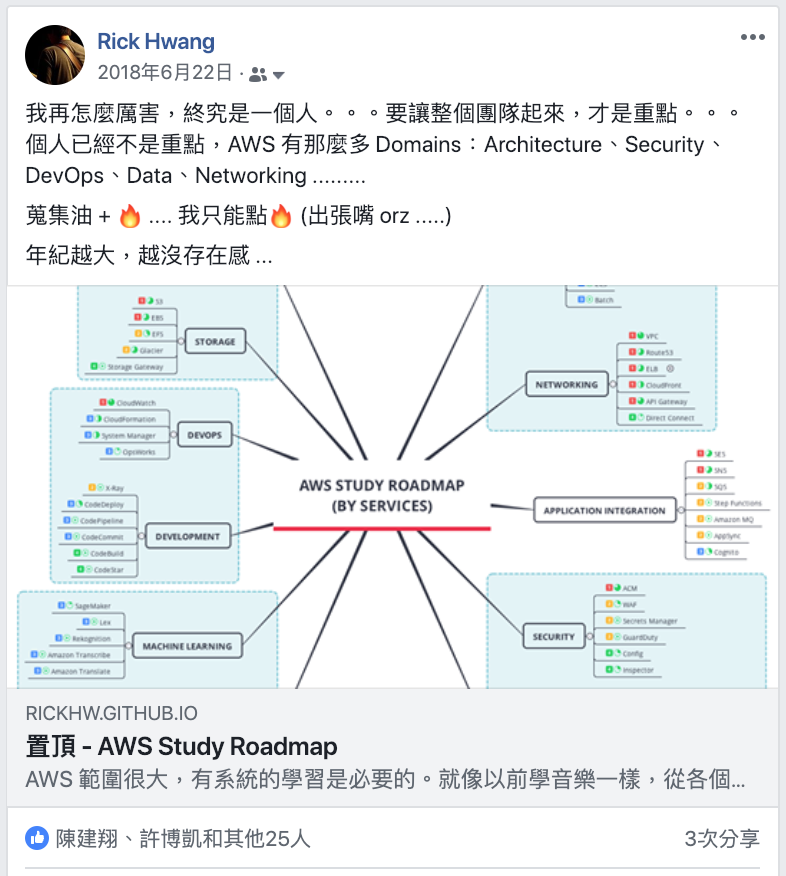 Rick Hwang
2018年6月22日 ·
我再怎麼厲害，終究是一個人。。。要讓整個團隊起來，才是重點。。。
個人已經不是重點，AWS 有那麼多 Domains：Architecture、Security、
DevOps、Data、Networking .........
蒐集油 + 🔥 .... 我只能點🔥 (出張嘴 orz .....)
年紀越大，越沒存在感 ...
S3
EBS
EFS
Glacier
Storage Gateway
STORAGE
Batch
VPC
Route53
ELB
CloudFront
API Gateway
Direct Connect
NETWORKING
CloudWatch
CloudFormation
System Manager
OpsWorks
DEVOPS
AWS STUDY ROADMAP
(BY SERVICES)
X-Ray
CodeDeploy
CodePipeline
CodeCommit
CodeBuild
CodeStar
DEVELOPMENT
APPLICATION INTEGRATION
SES
SNS
SQS
Step Functions
Amazon MQ
AppSync
Cognito
SageMaker
Lex
Rekognition
Amazon Transcribe
Amazon Translate
MACHINE LEARNING
SECURITY
ACM
WAF
Secrets Manager
GuardDuty
Config
Inspector
RICKHW.GITHUB.IO
置頂 - AWS Study Roadmap
AWS 範圍很大，有系統的學習是必要的。就像以前學音樂一樣，從各個...
陳建翔、許博凱和其他25人
3次分享